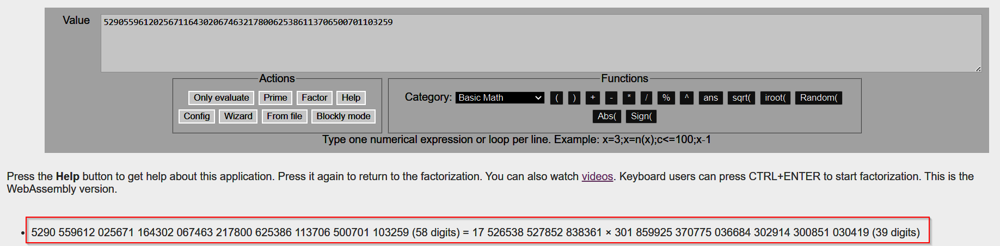 Value 5290559612025671164302067463217800625386113706500701103259
Actions Functions
Only evaluate Prime Factor Help Category: Basic Math ( ) + - * / % ^ ans sqrt( iroot( Random(
Config Wizard From file Blockly mode Abs( Sign(
Type one numerical expression or loop per line. Example: x=3;x=n(x);c<=100;x-1
Press the Help button to get help about this application. Press it again to return to the factorization. You can also watch videos. Keyboard users can press CTRL+ENTER to start factorization. This is the
WebAssembly version.
• 5290 559612 025671 164302 067463 217800 625386 113706 500701 103259 (58 digits) = 17 526538 527852 838361 × 301 859925 370775 036684 302914 300851 030419 (39 digits)